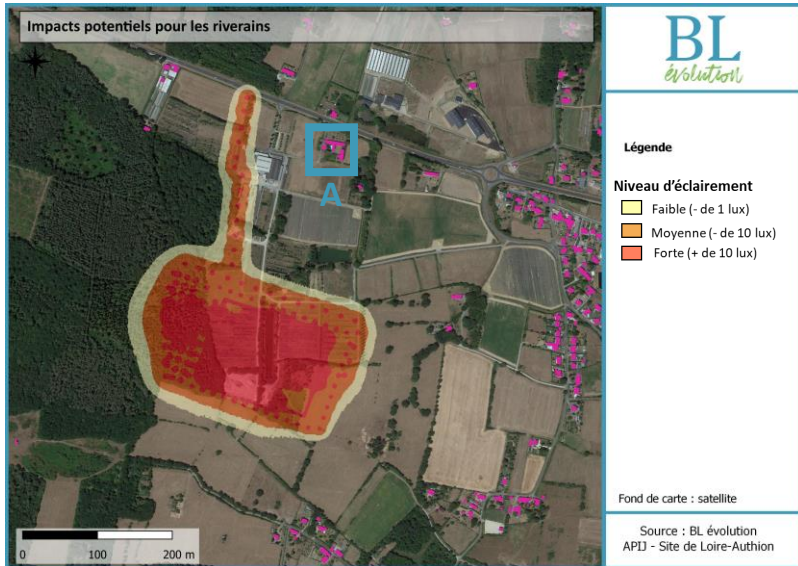 Impacts potentiels pour les riverains
A
0
100
200 m
BL
évolution
Légende
Niveau d'éclairement
Faible (- de 1 lux)
Moyenne (- de 10 lux)
Forte (+ de 10 lux)
Fond de carte : satellite
Source : BL évolution
APIJ - Site de Loire-Authion